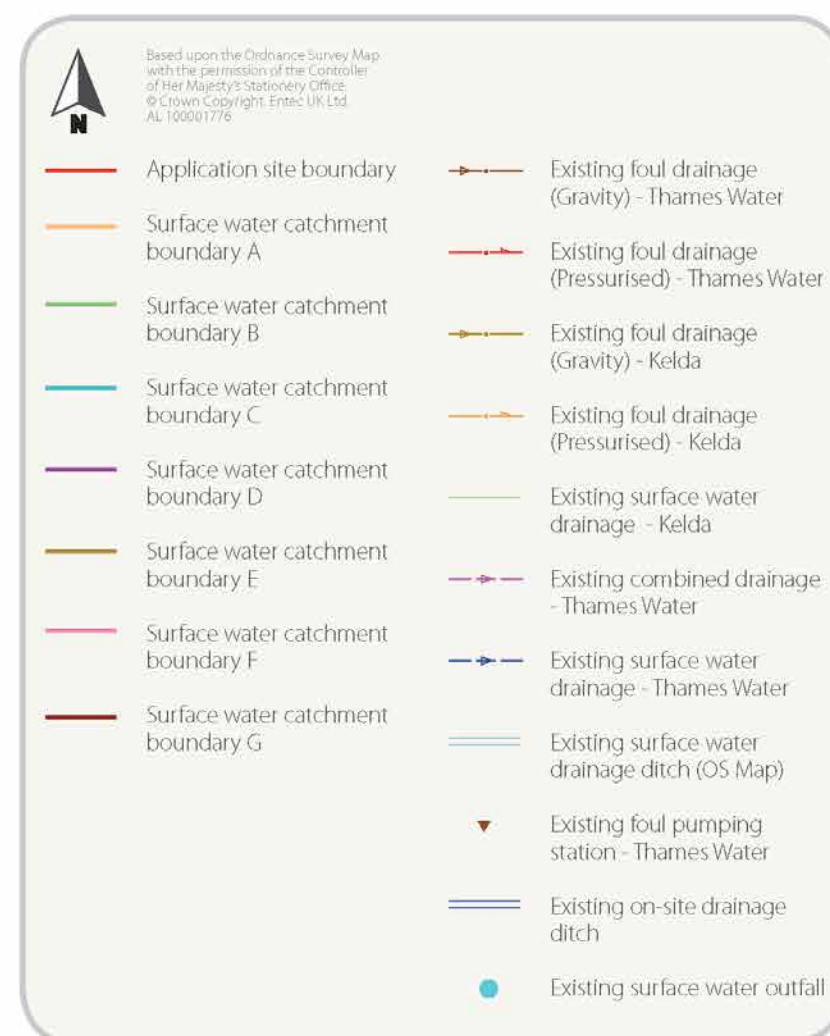 Based upon the Ordnance Survey Map
with the permission of the Controller
of Her Majesty's Stationery Office.
© Crown Copyright. Entec UK Ltd.
AL 100001776
N
Application site boundary
Surface water catchment
boundary A
Surface water catchment
boundary B
Surface water catchment
boundary C
Surface water catchment
boundary D
Surface water catchment
boundary E
Surface water catchment
boundary F
Surface water catchment
boundary G
Existing foul drainage
(Gravity) - Thames Water
Existing foul drainage
(Pressurised) - Thames Water
Existing foul drainage
(Gravity) - Kelda
Existing foul drainage
(Pressurised) - Kelda
Existing surface water
drainage - Kelda
Existing combined drainage
- Thames Water
Existing surface water
drainage - Thames Water
Existing surface water
drainage ditch (OS Map)
Existing foul pumping
station - Thames Water
Existing on-site drainage
ditch
Existing surface water outfall